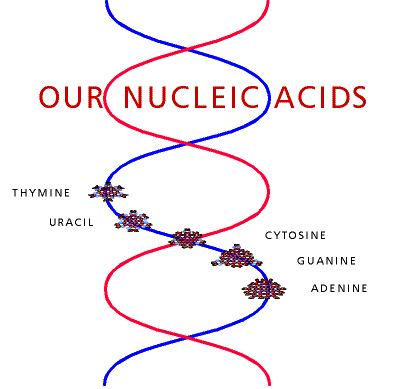 OUR NUCLEIC ACIDS
THYMINE
URACIL
CYTOSINE
GUANINE
ADENINE